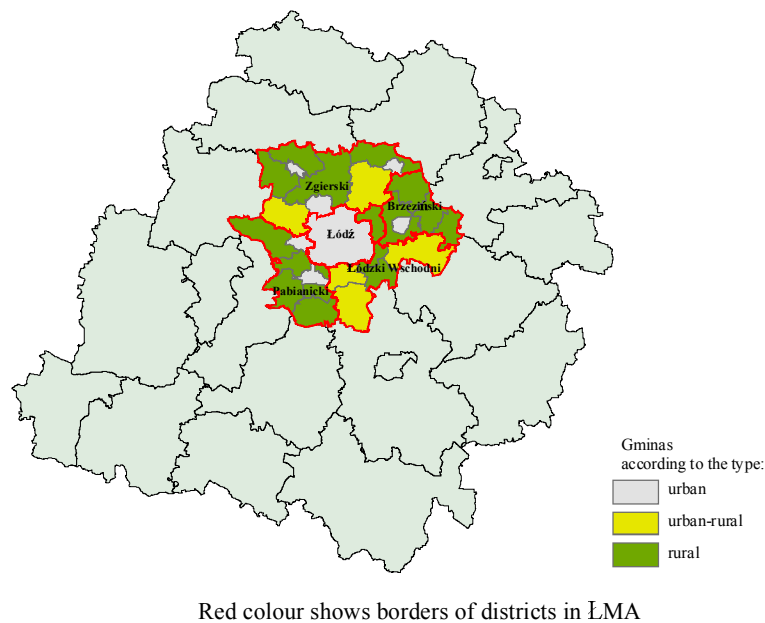 Zgierski
Brzeziński
Łódź
Łódzki Wschodni
Pabianicki
Gminas
according to the type:
urban
urban-rural
rural
Red colour shows borders of districts in ŁMA